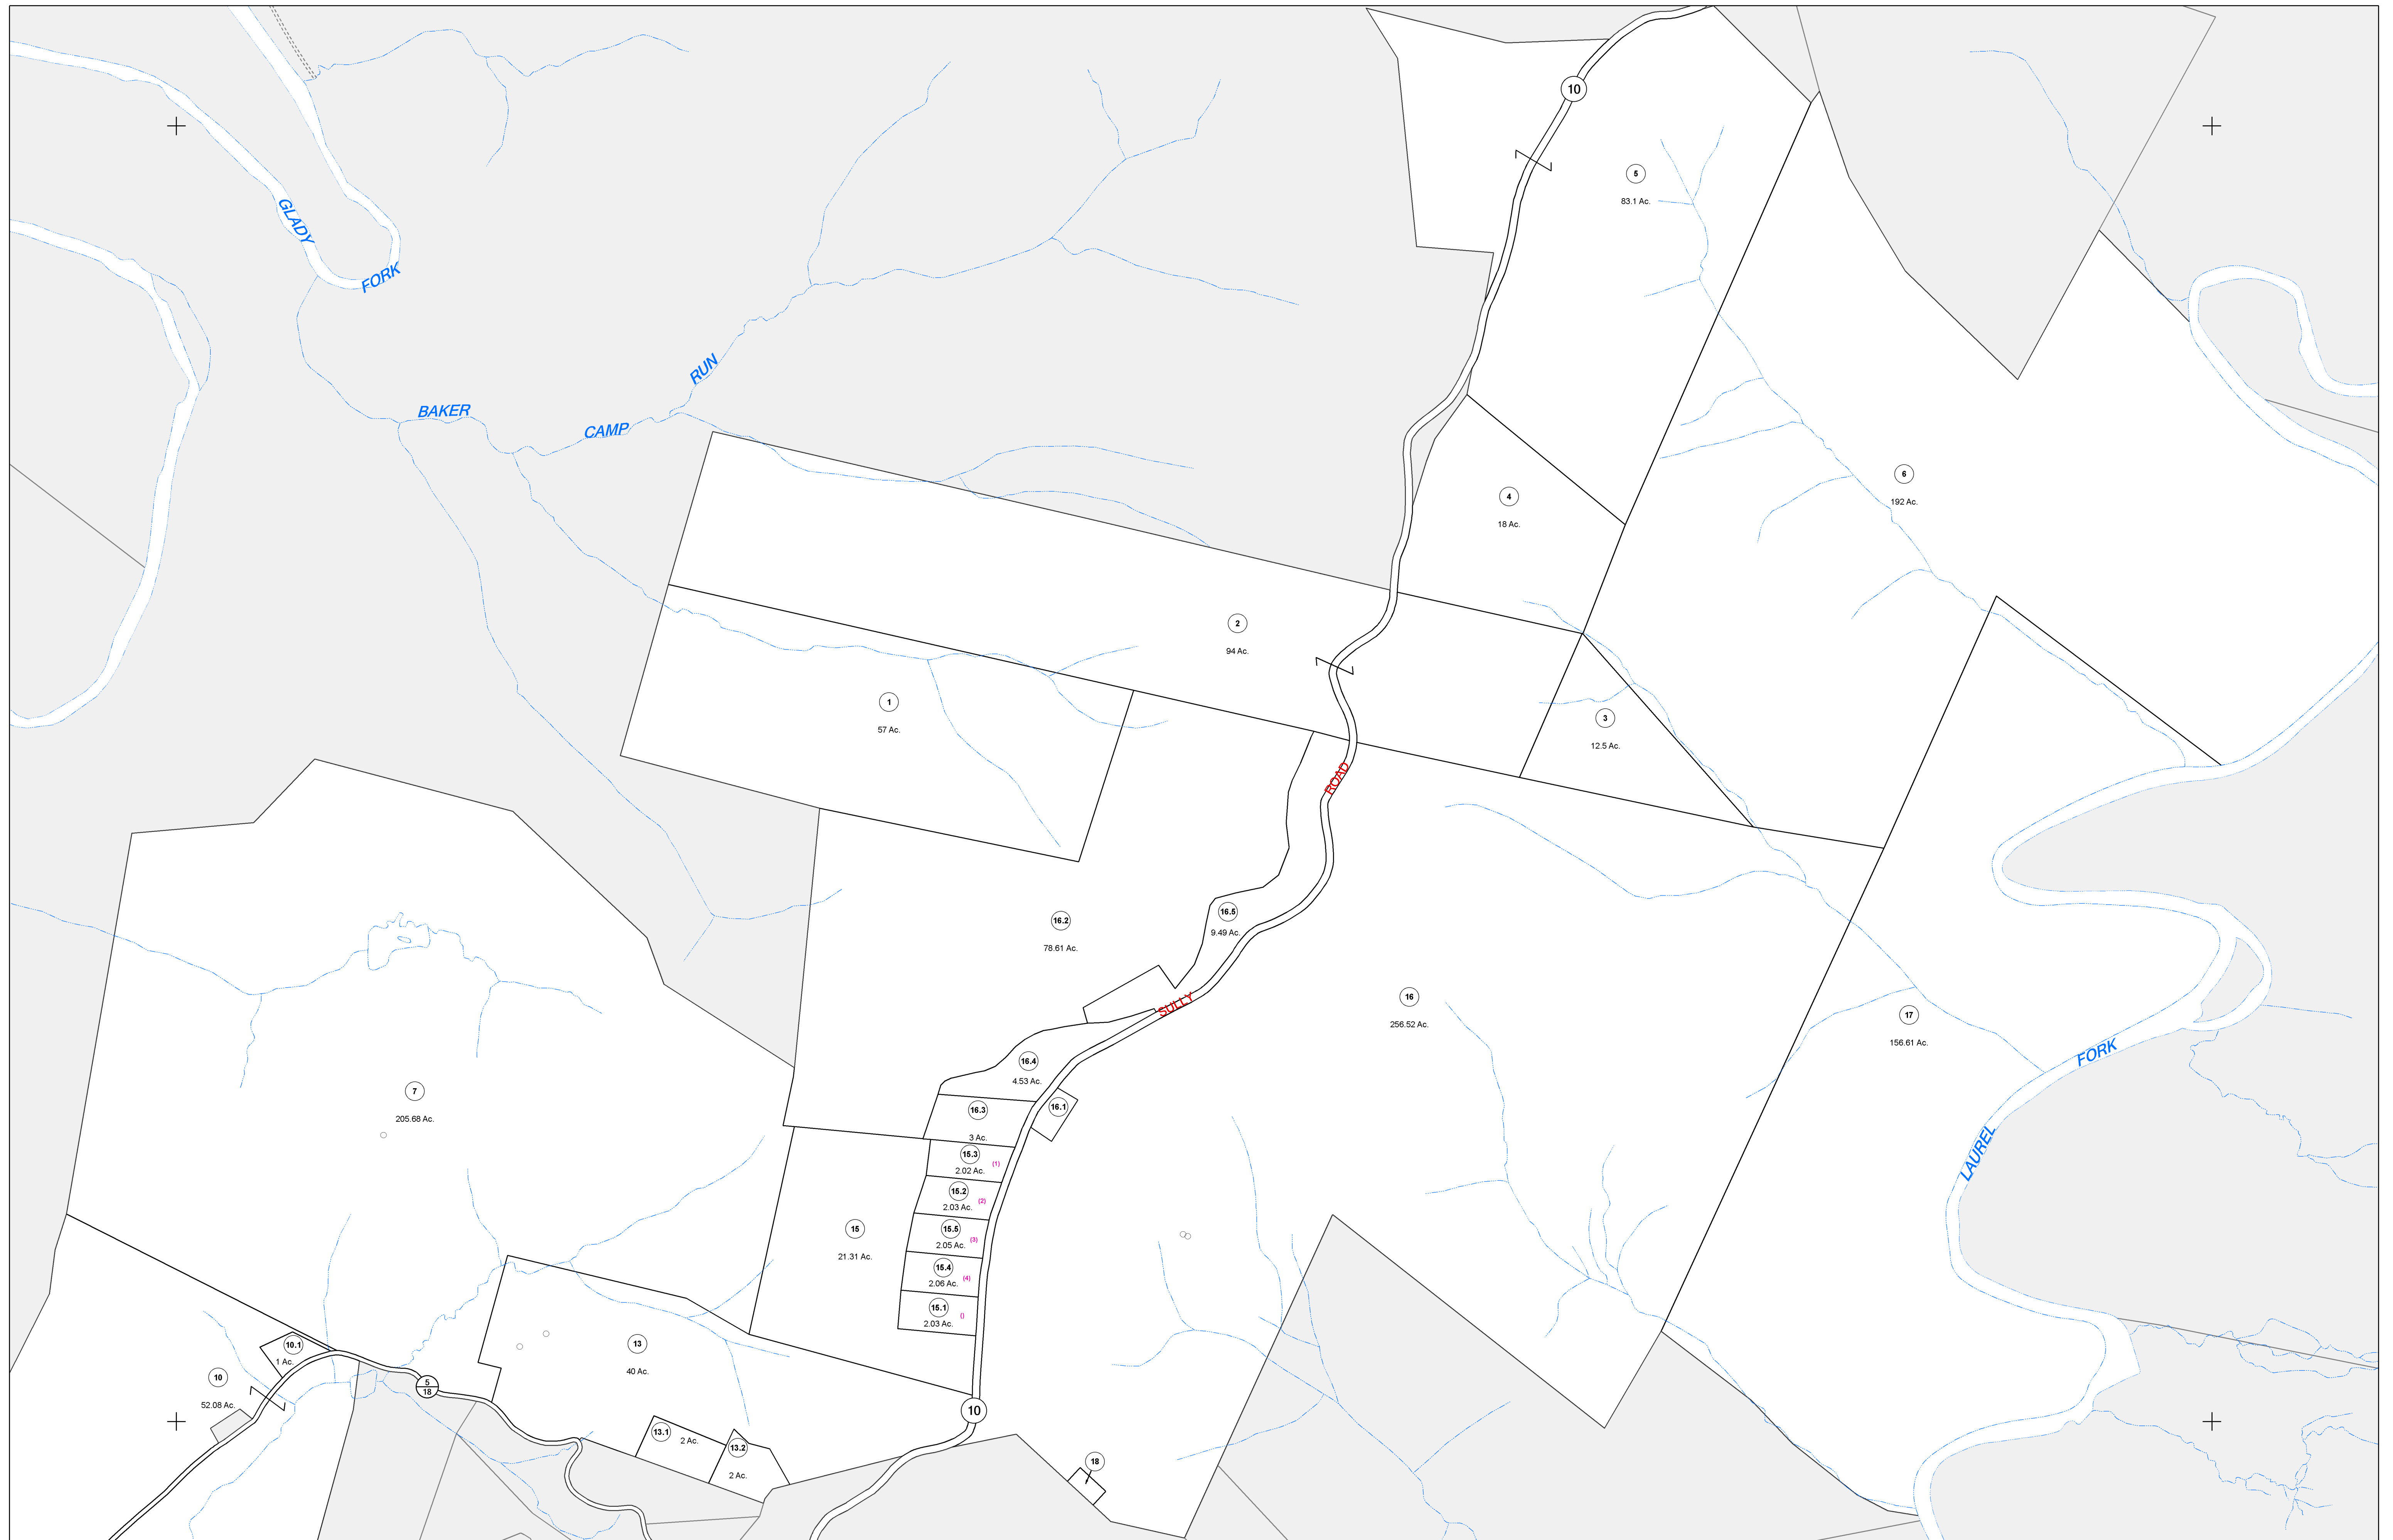 10
5
83.1 Ac.
GLADY
FORK
RUN
BAKER
CAMP
6
192 Ac.
4
18 Ac.
2
94 Ac.
1
57 Ac.
3
12.5 Ac.
ROAD
16.5
9.49 Ac.
16.2
78.61 Ac.
SULLY
16
256.52 Ac.
17
156.61 Ac.
FORK
LAUREL
16.4
4.53 Ac.
7
205.68 Ac.
16.3
3 Ac.
16.1
15.3
2.02 Ac. (1)
15.2
2.03 Ac. (2)
15
21.31 Ac.
15.5
2.05 Ac. (3)
15.4
2.06 Ac. (4)
15.1
2.03 Ac. ()
10.1
1 Ac.
13
40 Ac.
10
52.08 Ac.
5
18
10
13.1 2 Ac.
13.2
2 Ac.
18